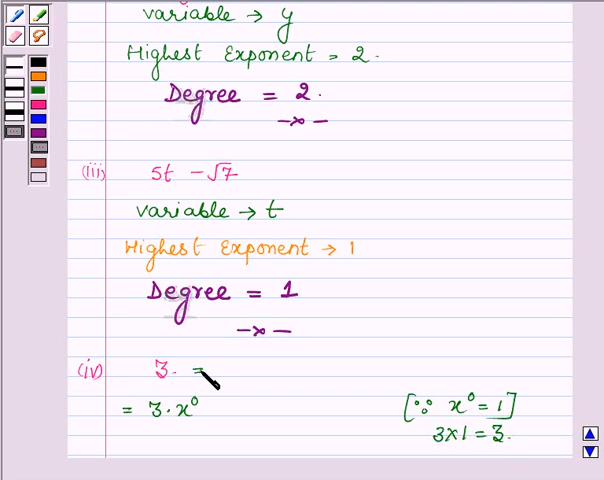 variable → y
Highest Exponent = 2.
Degree = 2.
—x—
(iii) 5t - √7
variable → t
Highest Exponent → 1
Degree = 1
—x—
(iv) 3. =
= 3·x⁰ [∵ x⁰ = 1]
3×1 = 3.